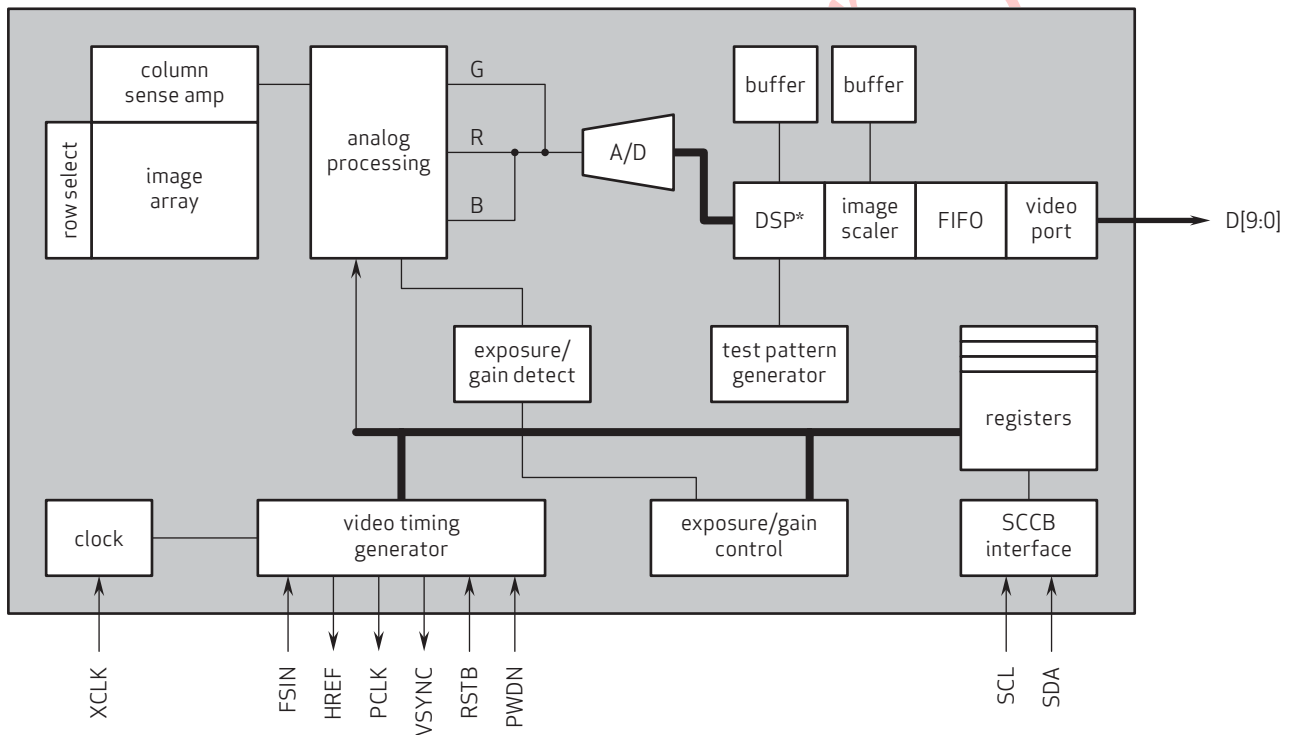 column
sense amp
row select
image
array
analog
processing
G
R
B
A/D
buffer
buffer
DSP*
image
scaler
FIFO
video
port
D[9:0]
exposure/
gain detect
test pattern
generator
registers
clock
video timing
generator
exposure/gain
control
SCCB
interface
XCLK
FSIN
HREF
PCLK
VSYNC
RSTB
PWDN
SCL
SDA